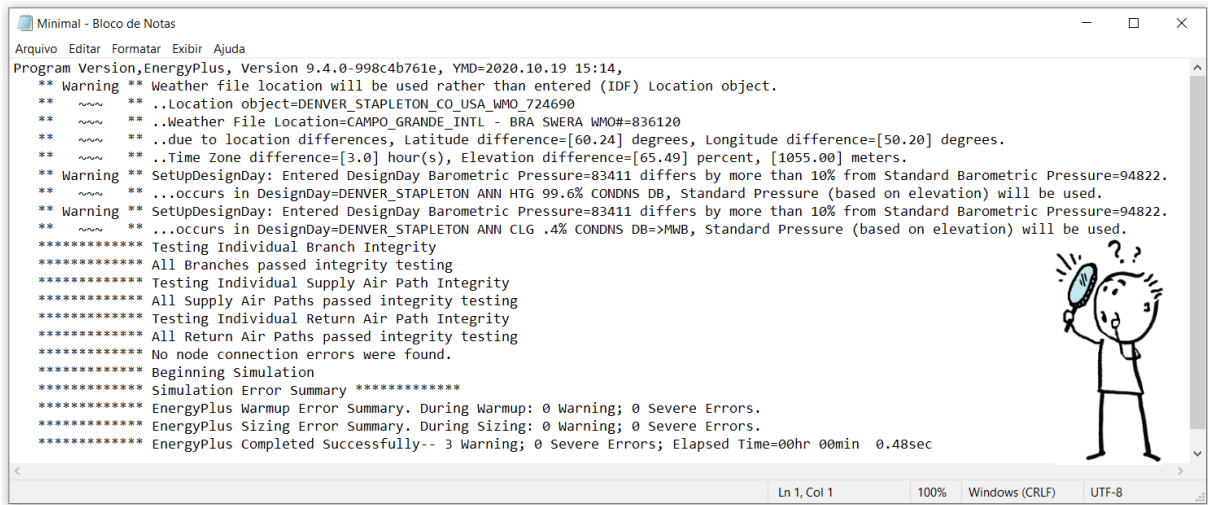 Minimal - Bloco de Notas
Arquivo Editar Formatar Exibir Ajuda
Program Version,EnergyPlus, Version 9.4.0-998c4b761e, YMD=2020.10.19 15:14,
** Warning ** Weather file location will be used rather than entered (IDF) Location object.
** ~~~ ** ..Location object=DENVER_STAPLETON_CO_USA_WMO_724690
** ~~~ ** ..Weather File Location=CAMPO_GRANDE_INTL - BRA SWERA WMO#=836120
** ~~~ ** ..due to location differences, Latitude difference=[60.24] degrees, Longitude difference=[50.20] degrees.
** ~~~ ** ..Time Zone difference=[3.0] hour(s), Elevation difference=[65.49] percent, [1055.00] meters.
** Warning ** SetUpDesignDay: Entered DesignDay Barometric Pressure=83411 differs by more than 10% from Standard Barometric Pressure=94822.
** ~~~ ** ...occurs in DesignDay=DENVER_STAPLETON ANN HTG 99.6% CONDNS DB, Standard Pressure (based on elevation) will be used.
** Warning ** SetUpDesignDay: Entered DesignDay Barometric Pressure=83411 differs by more than 10% from Standard Barometric Pressure=94822.
** ~~~ ** ...occurs in DesignDay=DENVER_STAPLETON ANN CLG .4% CONDNS DB=>MWB, Standard Pressure (based on elevation) will be used.
************* Testing Individual Branch Integrity
************* All Branches passed integrity testing
************* Testing Individual Supply Air Path Integrity
************* All Supply Air Paths passed integrity testing
************* Testing Individual Return Air Path Integrity
************* All Return Air Paths passed integrity testing
************* No node connection errors were found.
************* Beginning Simulation
************* Simulation Error Summary *************
************* EnergyPlus Warmup Error Summary. During Warmup: 0 Warning; 0 Severe Errors.
************* EnergyPlus Sizing Error Summary. During Sizing: 0 Warning; 0 Severe Errors.
************* EnergyPlus Completed Successfully-- 3 Warning; 0 Severe Errors; Elapsed Time=00hr 00min  0.48sec
? ?
Ln 1, Col 1 100% Windows (CRLF) UTF-8